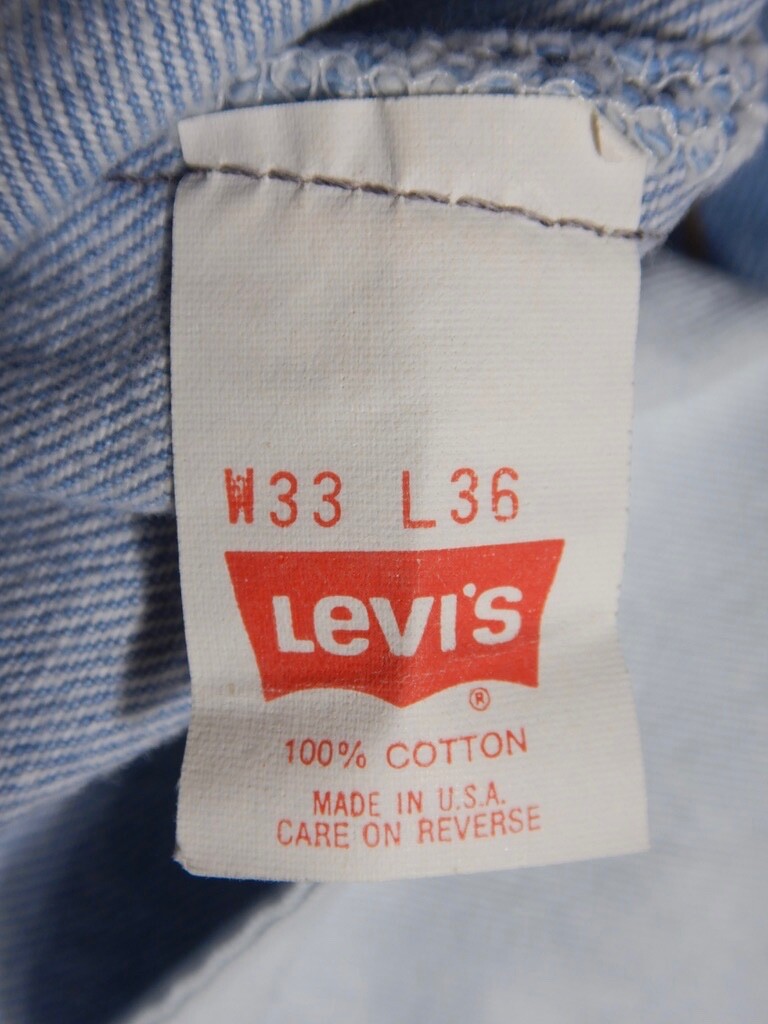 W33 L36
LEVI'S
®
100% COTTON
MADE IN U.S.A.
CARE ON REVERSE